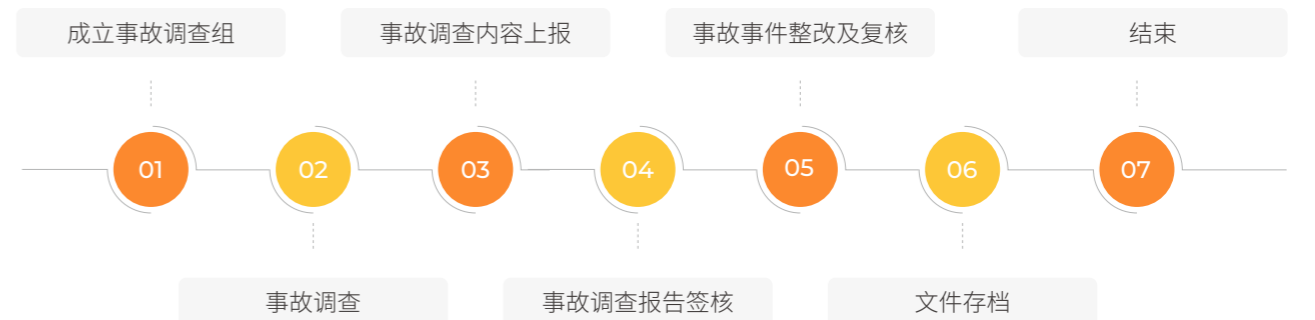 成立事故调查组
事故调查内容上报
事故事件整改及复核
结束
01
02
03
04
05
06
07
事故调查
事故调查报告签核
文件存档